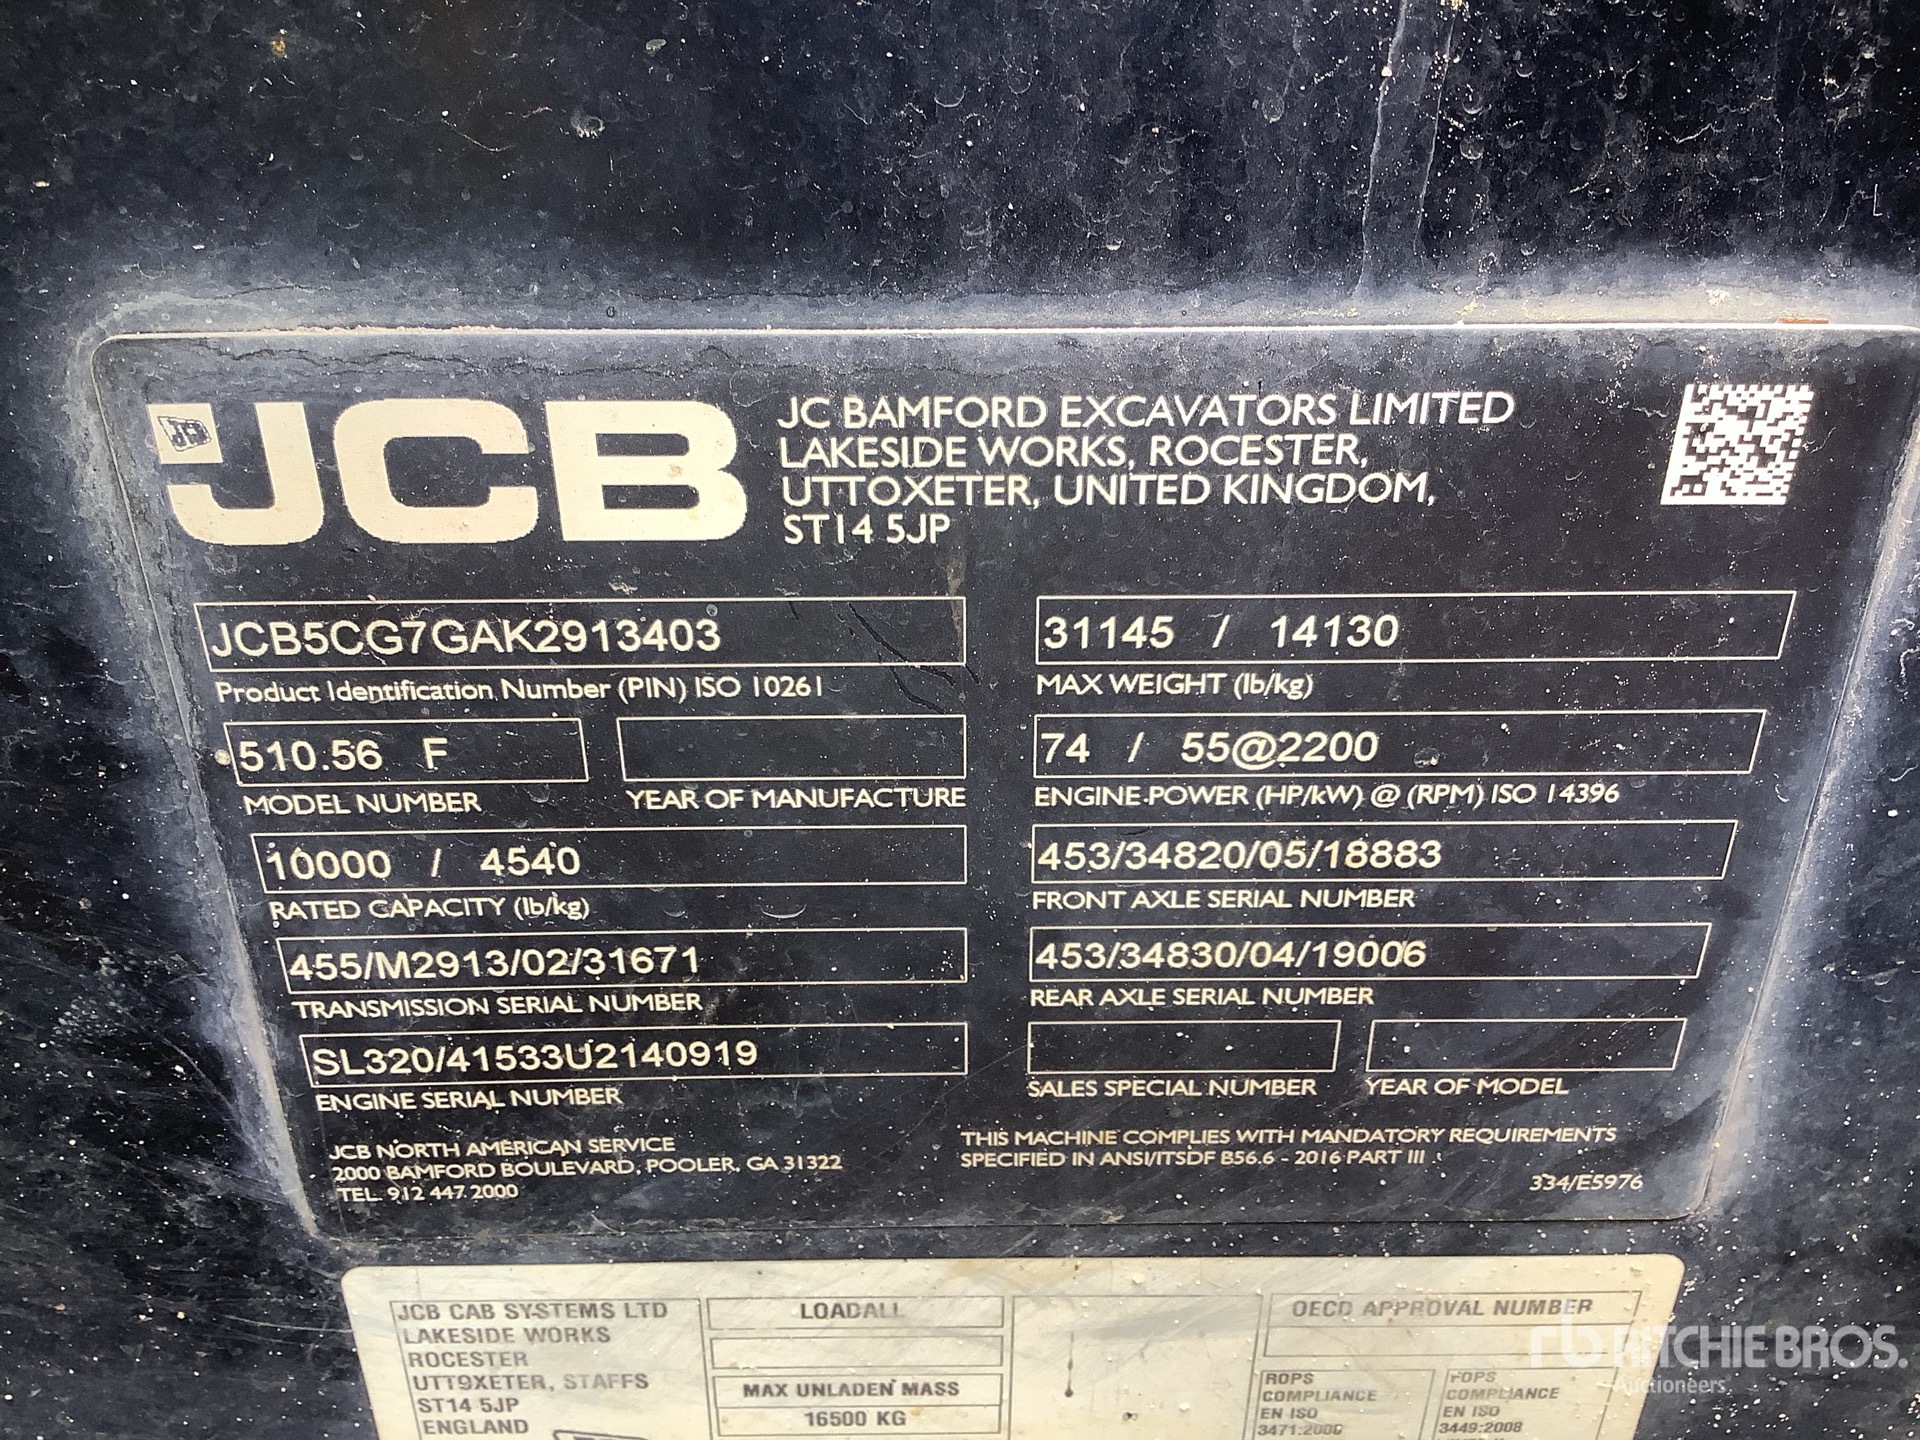 JCB
JC BAMFORD EXCAVATORS LIMITED
LAKESIDE WORKS, ROCESTER,
UTTOXETER, UNITED KINGDOM,
ST14 5JP
JCB5CG7GAK2913403
Product Identification Number (PIN) ISO 10261
31145 / 14130
MAX WEIGHT (lb/kg)
510.56 F
MODEL NUMBER
YEAR OF MANUFACTURE
74 / 55@2200
ENGINE POWER (HP/kW) @ (RPM) ISO 14396
10000 / 4540
RATED CAPACITY (lb/kg)
453/34820/05/18883
FRONT AXLE SERIAL NUMBER
455/M2913/02/31671
TRANSMISSION SERIAL NUMBER
453/34830/04/19006
REAR AXLE SERIAL NUMBER
SL320/41533U2140919
ENGINE SERIAL NUMBER
SALES SPECIAL NUMBER
YEAR OF MODEL
JCB NORTH AMERICAN SERVICE
2000 BAMFORD BOULEVARD, POOLER, GA 31322
TEL. 912 447 2000
THIS MACHINE COMPLIES WITH MANDATORY REQUIREMENTS
SPECIFIED IN ANSI/ITSDF B56.6 - 2016 PART III
334/E5976
JCB CAB SYSTEMS LTD
LAKESIDE WORKS
ROCESTER
UTTOXETER, STAFFS
ST14 5JP
ENGLAND
LOADALL
MAX UNLADEN MASS
16500 KG
OECD APPROVAL NUMBER
ROPS
COMPLIANCE
EN ISO
3471:2000
FOPS
COMPLIANCE
EN ISO
3449:2008
rb RITCHIE BROS.
Auctioneers